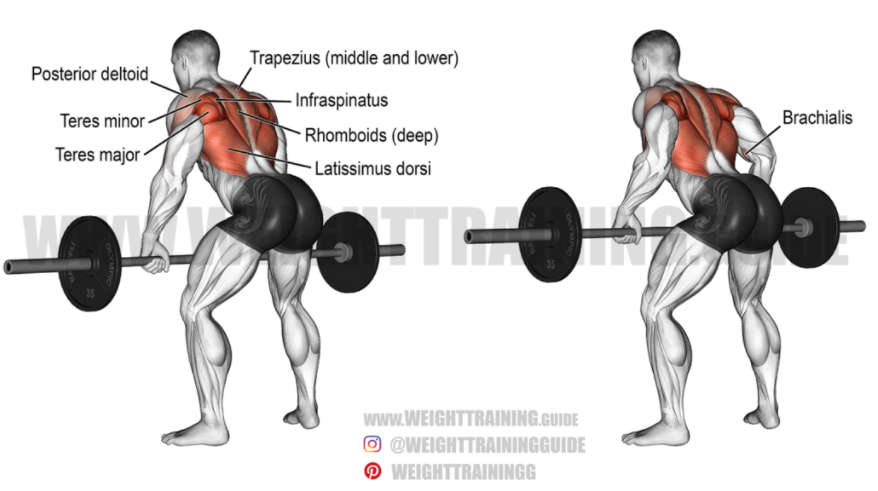 Trapezius (middle and lower)
Posterior deltoid
Infraspinatus
Teres minor
Brachialis
Rhomboids (deep)
Teres major
Latissimus dorsi
WWW.WEIGHTTRAINING.GUIDE
OLYMPIC
35
WWW.WEIGHTTRAINING.GUIDE
@WEIGHTTRAININGGUIDE
WEIGHTTRAININGG